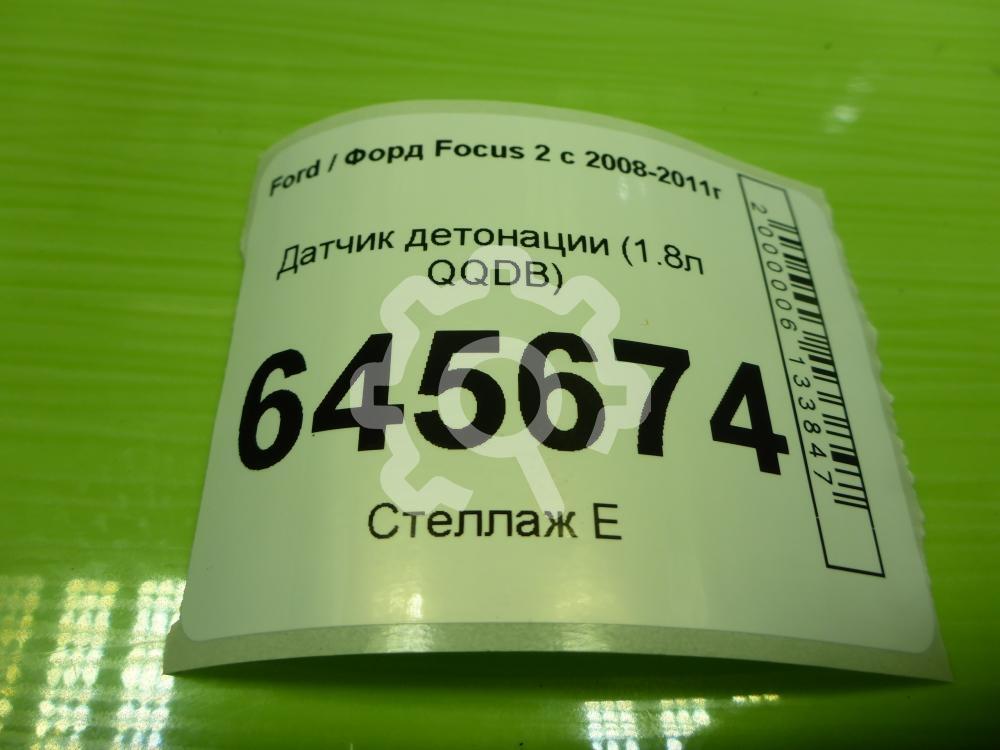 Ford / Форд Focus 2 с 2008-2011г
Датчик детонации (1.8л
QQDB)
645674
Стеллаж E
2000006133847